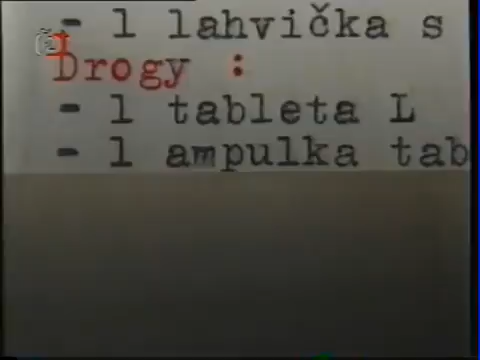 - 1 lahvička s
Drogy :
- 1 tableta L
- 1 ampulka tab